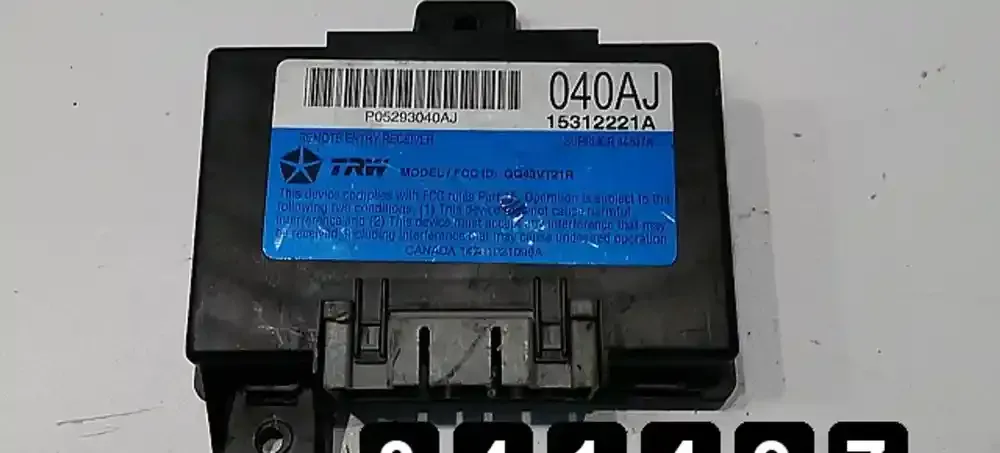 040AJ
P05293040AJ
15312221A
REMOTE ENTRY RECEIVER
SUPPLIER
TRW MODEL / FCC ID: GQ43VT21R
This device complies with FCC rules Part 15. Operation is subject to the
following two conditions. (1) This device may not cause harmful
interference and (2) This device must accept any interference that may
be received, including interference that may cause undesired operation
CANADA